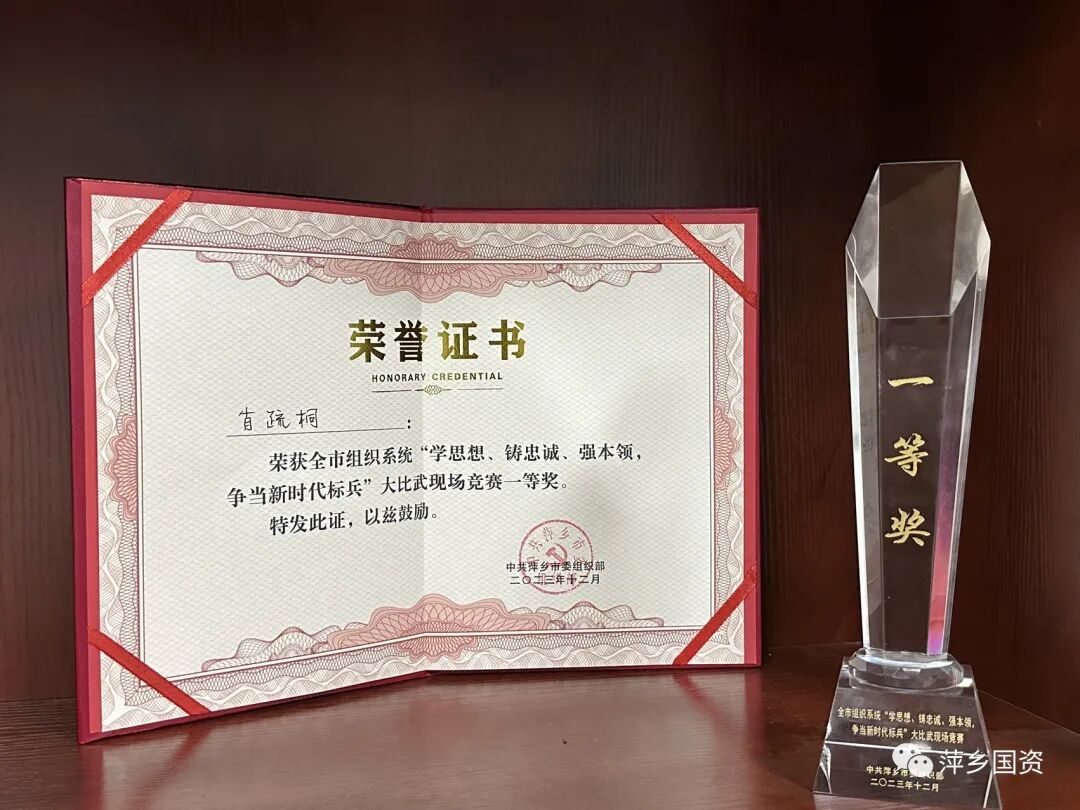 荣誉证书
HONORARY CREDENTIAL
肖疏桐：
荣获全市组织系统“学思想、铸忠诚、强本领，
争当新时代标兵”大比武现场竞赛一等奖。
特发此证，以兹鼓励。
中共萍乡市委组织部
二〇二三年十二月
一等奖
全市组织系统“学思想、铸忠诚、强本领，
争当新时代标兵”大比武现场竞赛
中共萍乡市委组织部
二〇二三年十二月
萍乡国资